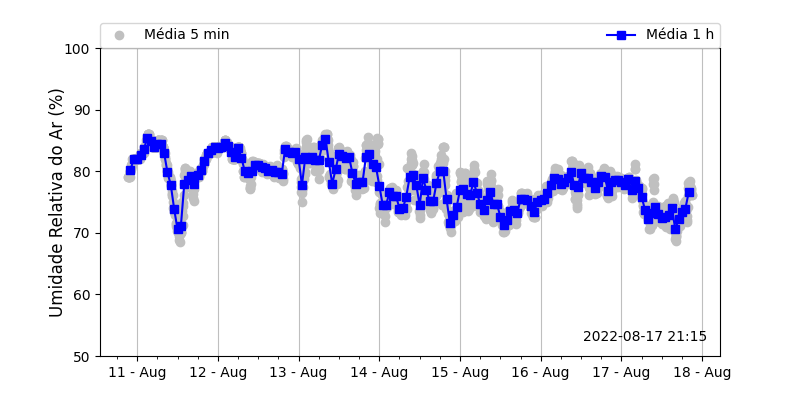 Média 5 min
Média 1 h
Umidade Relativa do Ar (%)
100
90
80
70
60
50
2022-08-17 21:15
11 - Aug
12 - Aug
13 - Aug
14 - Aug
15 - Aug
16 - Aug
17 - Aug
18 - Aug